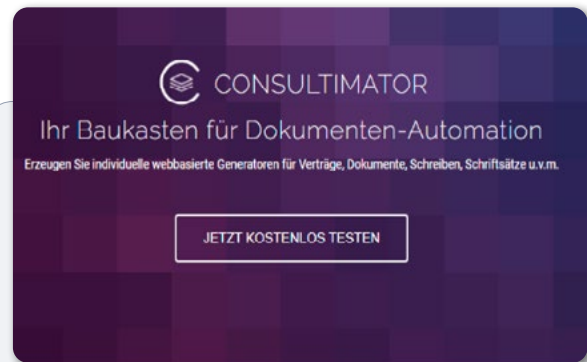 CONSULTIMATOR
Ihr Baukasten für Dokumenten-Automation
Erzeugen Sie individuelle webbasierte Generatoren für Verträge, Dokumente, Schreiben, Schriftsätze u.v.m.
JETZT KOSTENLOS TESTEN